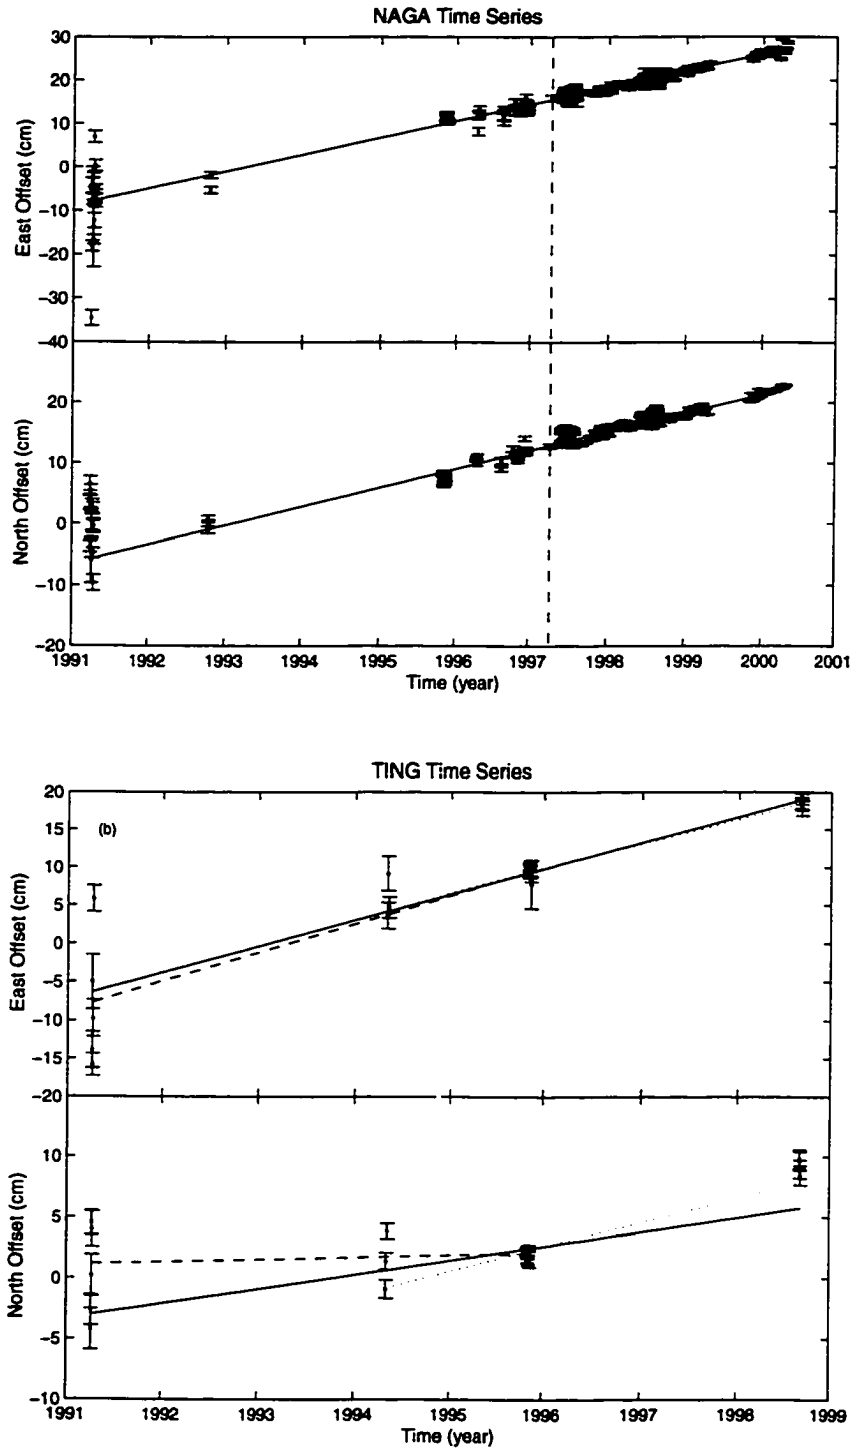 NAGA Time Series
30
20
10
0
−10
−20
−30
−40
East Offset (cm)
20
10
0
−10
−20
North Offset (cm)
1991 1992 1993 1994 1995 1996 1997 1998 1999 2000 2001
Time (year)
TING Time Series
(b)
20
15
10
5
0
−5
−10
−15
−20
East Offset (cm)
10
5
0
−5
−10
North Offset (cm)
1991 1992 1993 1994 1995 1996 1997 1998 1999
Time (year)